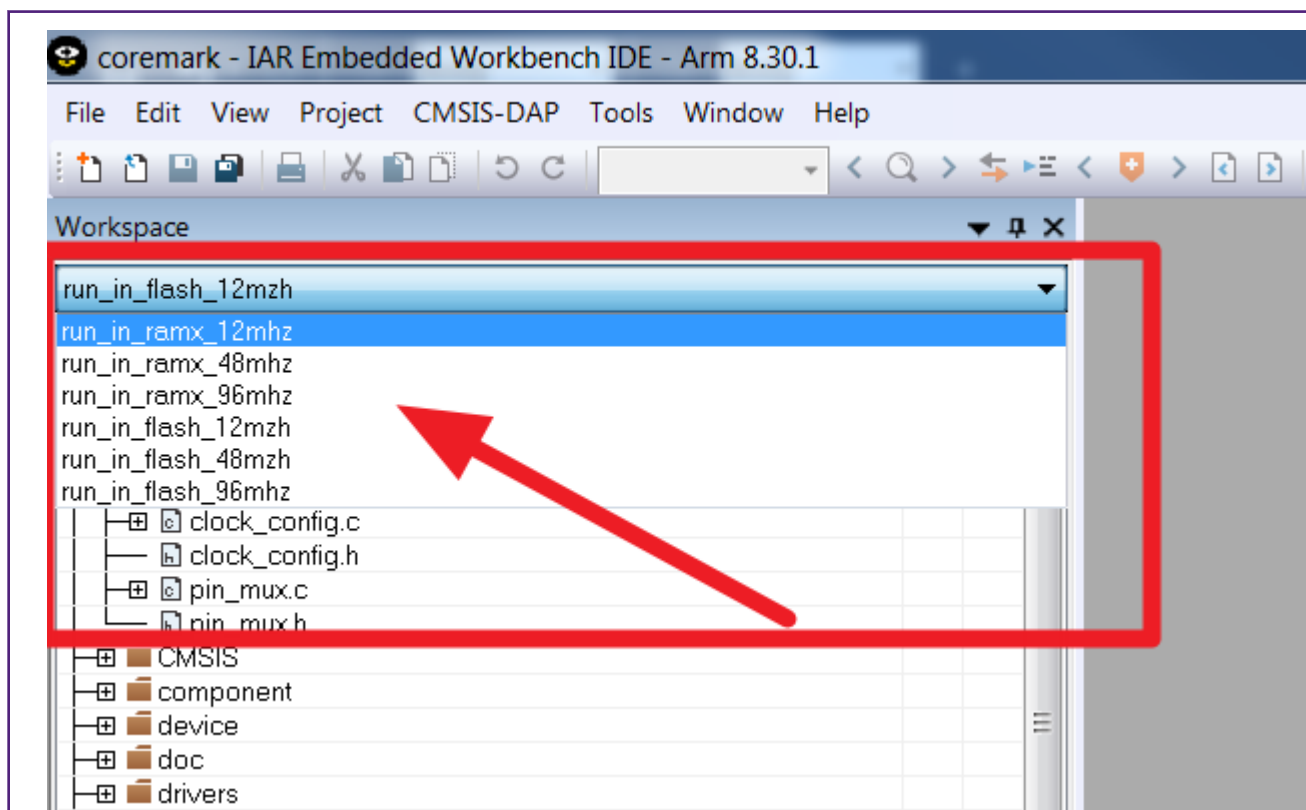 coremark - IAR Embedded Workbench IDE - Arm 8.30.1
File Edit View Project CMSIS-DAP Tools Window Help
Workspace
run_in_flash_12mzh
run_in_ramx_12mhz
run_in_ramx_48mhz
run_in_ramx_96mhz
run_in_flash_12mzh
run_in_flash_48mzh
run_in_flash_96mhz
c clock_config.c
h clock_config.h
c pin_mux.c
h pin_mux.h
CMSIS
component
device
doc
drivers